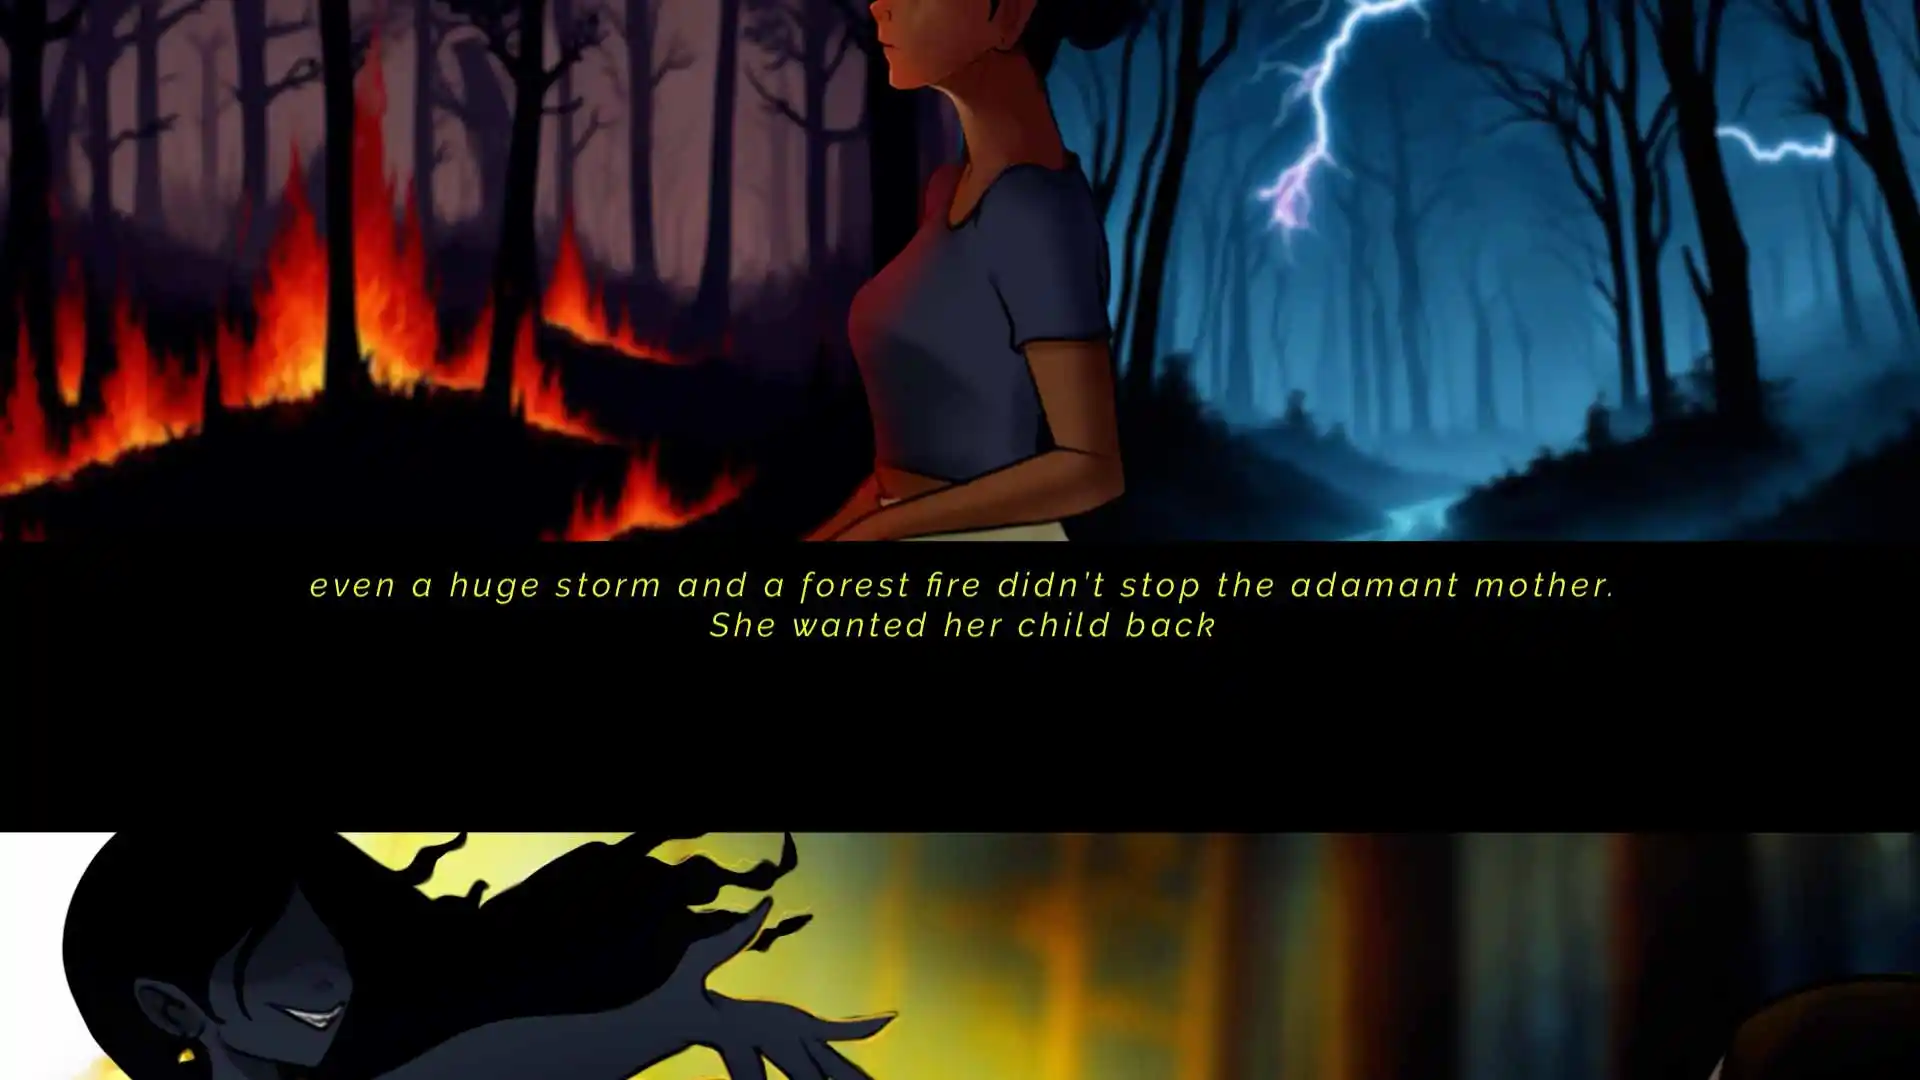 even a huge storm and a forest fire didn't stop the adamant mother.
She wanted her child back